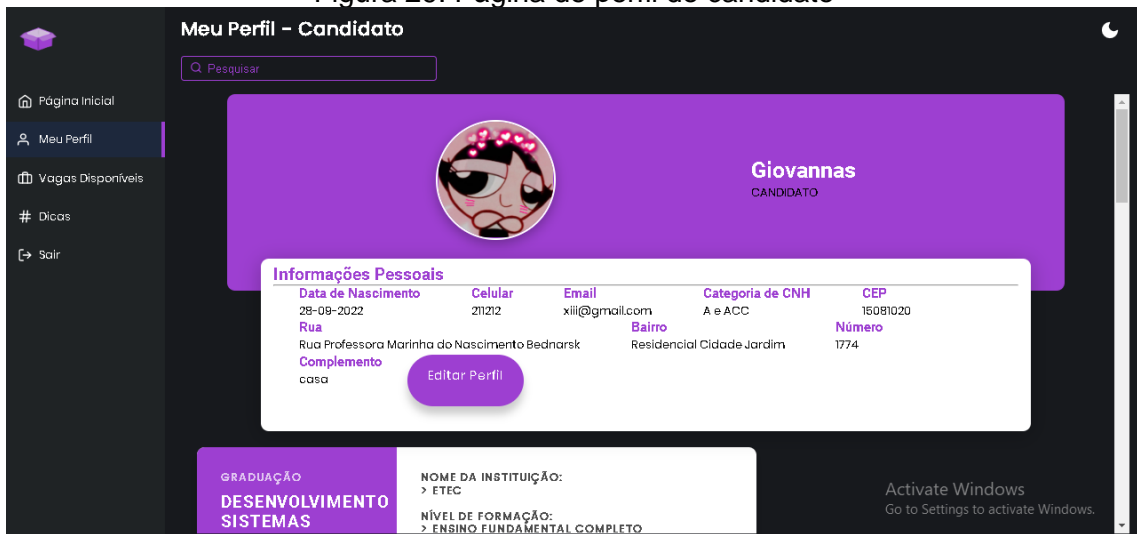 Meu Perfil - Candidato
Pesquisar
Página Inicial
Meu Perfil
Vagas Disponíveis
# Dicas
Sair
Giovannas
CANDIDATO
Informações Pessoais
Data de Nascimento Celular Email Categoria de CNH CEP
28-09-2022 211212 xiii@gmail.com A e ACC 15081020
Rua Bairro Número
Rua Professora Marinha do Nascimento Bednarsk Residencial Cidade Jardim 1774
Complemento
casa
Editar Perfil
GRADUAÇÃO
DESENVOLVIMENTO
SISTEMAS
NOME DA INSTITUIÇÃO:
> ETEC
NÍVEL DE FORMAÇÃO:
> ENSINO FUNDAMENTAL COMPLETO
Activate Windows
Go to Settings to activate Windows.